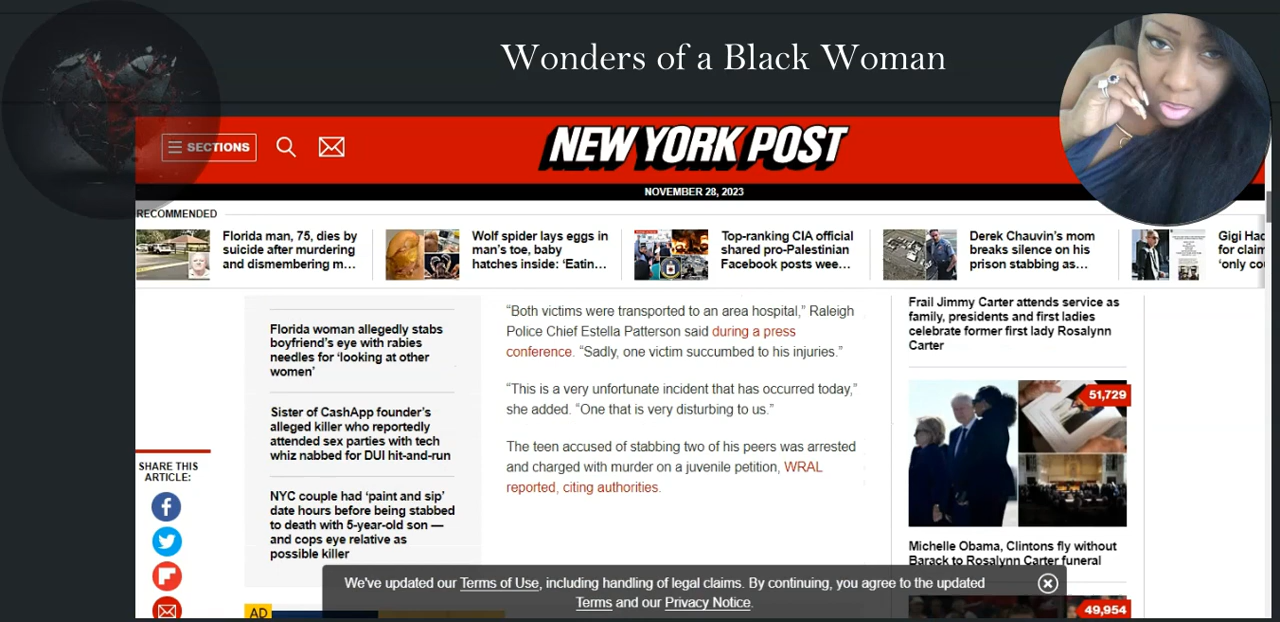 Wonders of a Black Woman
SECTIONS
NEW YORK POST
NOVEMBER 28, 2023
RECOMMENDED
Florida man, 75, dies by
suicide after murdering
and dismembering m...
Wolf spider lays eggs in
man's toe, baby
hatches inside: 'Eatin...
Top-ranking CIA official
shared pro-Palestinian
Facebook posts wee...
Derek Chauvin's mom
breaks silence on his
prison stabbing as...
Gigi Had
for claim
'only co
Florida woman allegedly stabs
boyfriend's eye with rabies
needles for 'looking at other
women'
Sister of CashApp founder's
alleged killer who reportedly
attended sex parties with tech
whiz nabbed for DUI hit-and-run
NYC couple had 'paint and sip'
date hours before being stabbed
to death with 5-year-old son —
and cops eye relative as
possible killer
SHARE THIS
ARTICLE:
AD
“Both victims were transported to an area hospital,” Raleigh
Police Chief Estella Patterson said during a press
conference. “Sadly, one victim succumbed to his injuries.”
“This is a very unfortunate incident that has occurred today,”
she added. “One that is very disturbing to us.”
The teen accused of stabbing two of his peers was arrested
and charged with murder on a juvenile petition, WRAL
reported, citing authorities.
Frail Jimmy Carter attends service as
family, presidents and first ladies
celebrate former first lady Rosalynn
Carter
51,729
Michelle Obama, Clintons fly without
Barack to Rosalynn Carter funeral
49,954
We've updated our Terms of Use, including handling of legal claims. By continuing, you agree to the updated
Terms and our Privacy Notice.